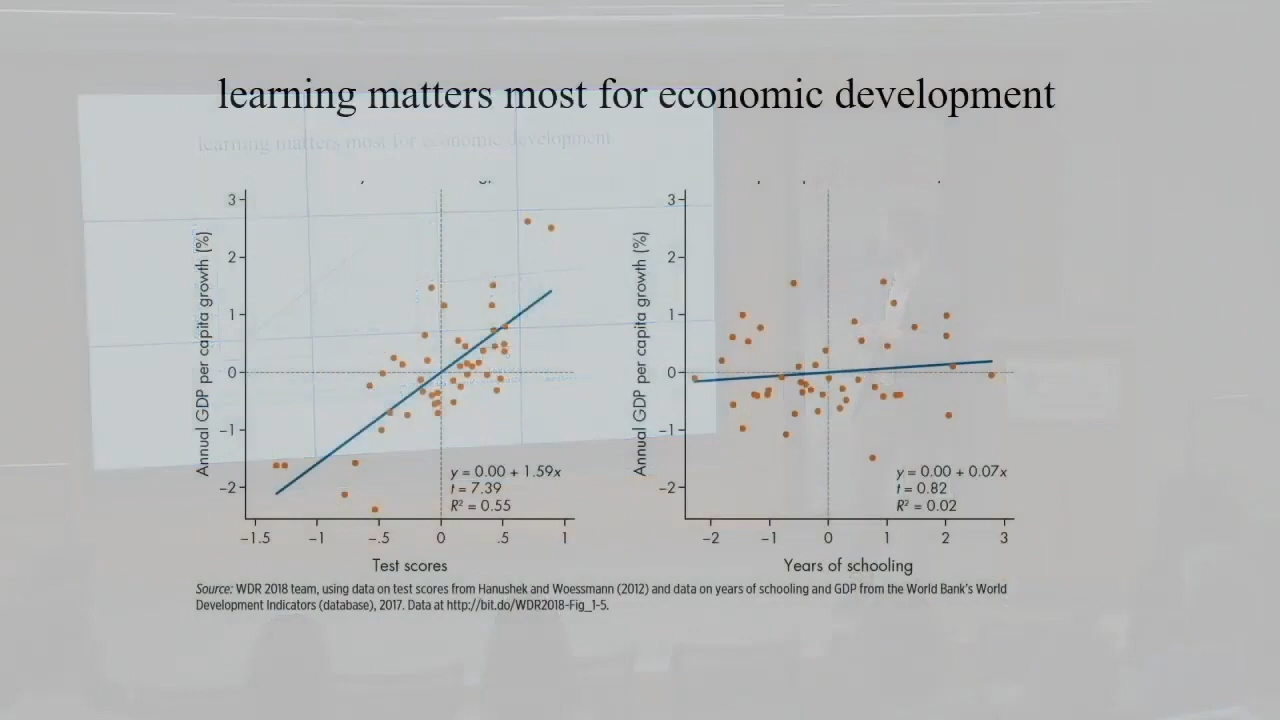 learning matters most for economic development
learning matters most for economic development
3
2
1
0
−1
−2
Annual GDP per capita growth (%)
−1.5 −1 −.5 0 .5 1
Test scores
y = 0.00 + 1.59x
t = 7.39
R² = 0.55
3
2
1
0
−1
−2
Annual GDP per capita growth (%)
−2 −1 0 1 2 3
Years of schooling
y = 0.00 + 0.07x
t = 0.82
R² = 0.02
Source: WDR 2018 team, using data on test scores from Hanushek and Woessmann (2012) and data on years of schooling and GDP from the World Bank's World
Development Indicators (database), 2017. Data at http://bit.do/WDR2018-Fig_1-5.